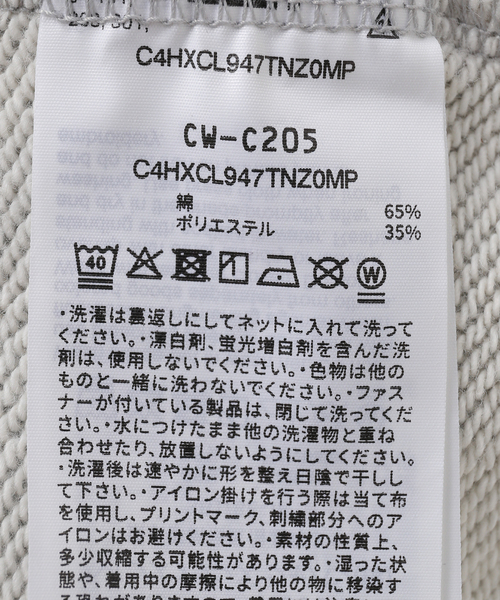 C4HXCL947TNZ0MP
CW-C205
C4HXCL947TNZ0MP
綿 65%
ポリエステル 35%
40
W
・洗濯は裏返しにしてネットに入れて洗って
ください。・漂白剤、蛍光増白剤を含んだ洗
剤は、使用しないでください。・色物は他の
ものと一緒に洗わないでください。・ファス
ナーが付いている製品は、閉じて洗ってくだ
さい。・水につけたまま他の洗濯物と重ね
合わせたり、放置しないようにしてください。
・洗濯後は速やかに形を整え日陰で干しし
て下さい。・アイロン掛けを行う際は当て布
を使用し、プリントマーク、刺繍部分へのア
イロンはお避けください。・素材の性質上、
多少収縮する可能性があります。・湿った状
態や、着用中の摩擦により他の物に移染す